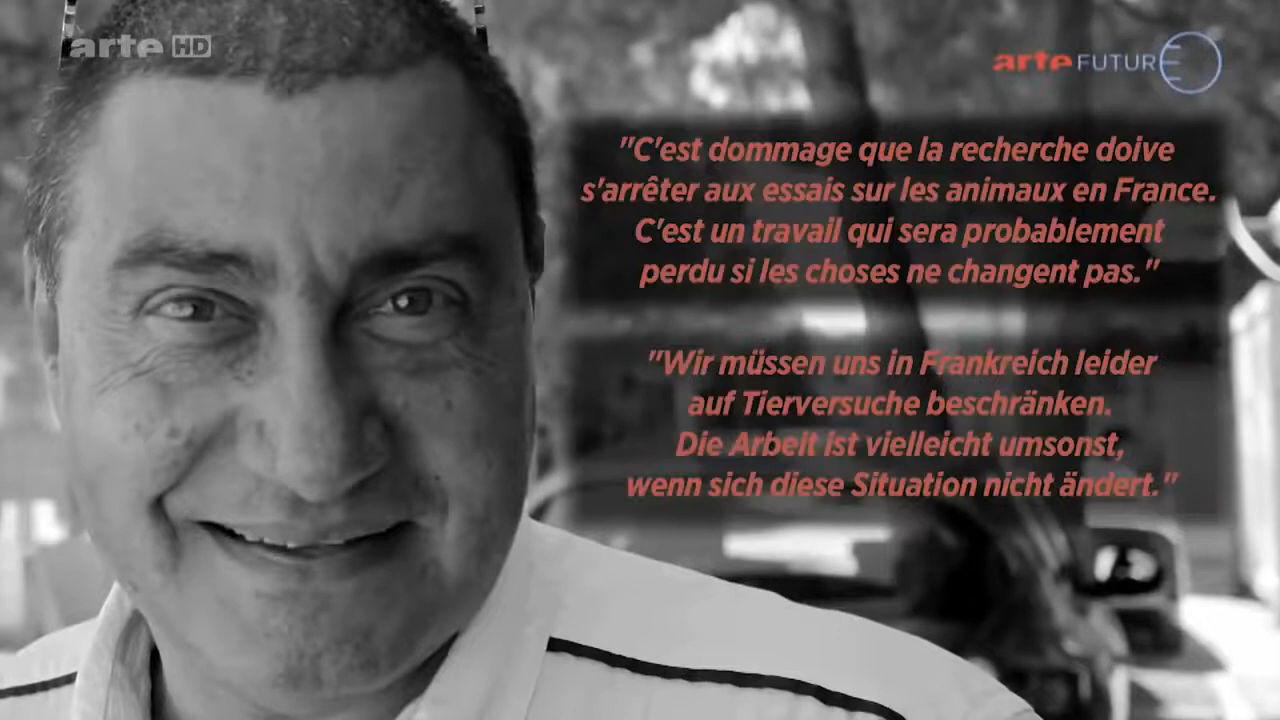 arte HD
arte FUTURE
"C'est dommage que la recherche doive
s'arrêter aux essais sur les animaux en France.
C'est un travail qui sera probablement
perdu si les choses ne changent pas."
"Wir müssen uns in Frankreich leider
auf Tierversuche beschränken.
Die Arbeit ist vielleicht umsonst,
wenn sich diese Situation nicht ändert."